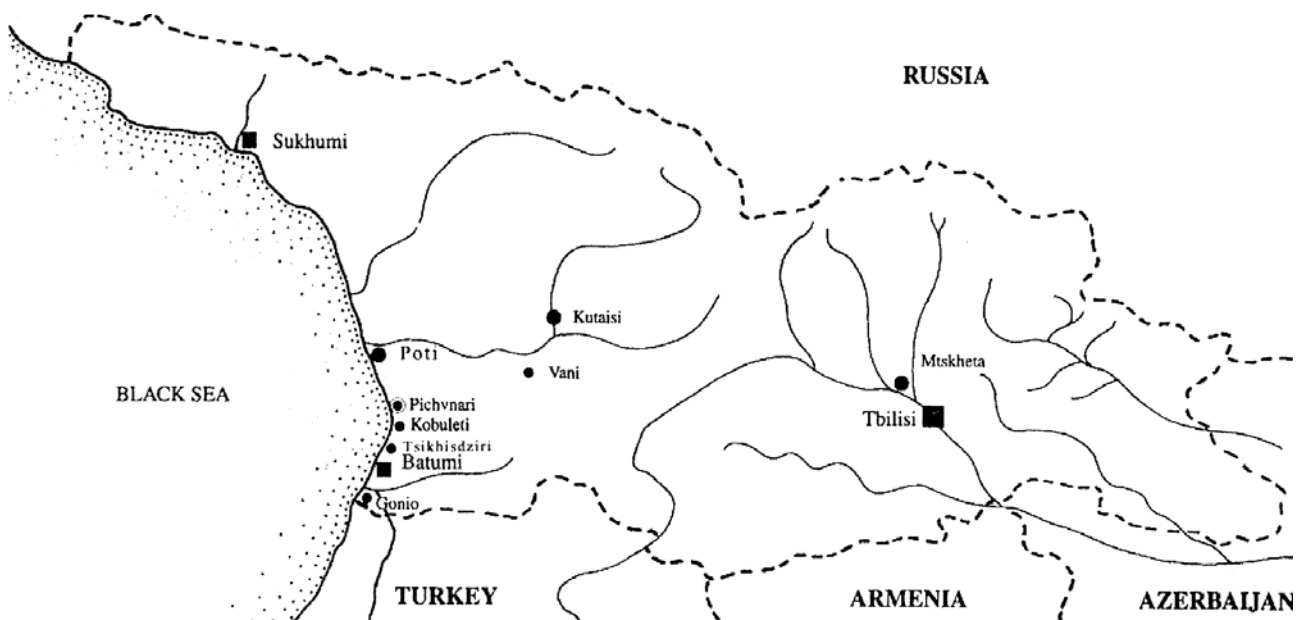 RUSSIA
Sukhumi
Kutaisi
Poti
Vani
Mtskheta
BLACK SEA
Pichvnari
Tbilisi
Kobuleti
Tsikhisdziri
Batumi
Gonio
TURKEY
ARMENIA
AZERBAIJAN